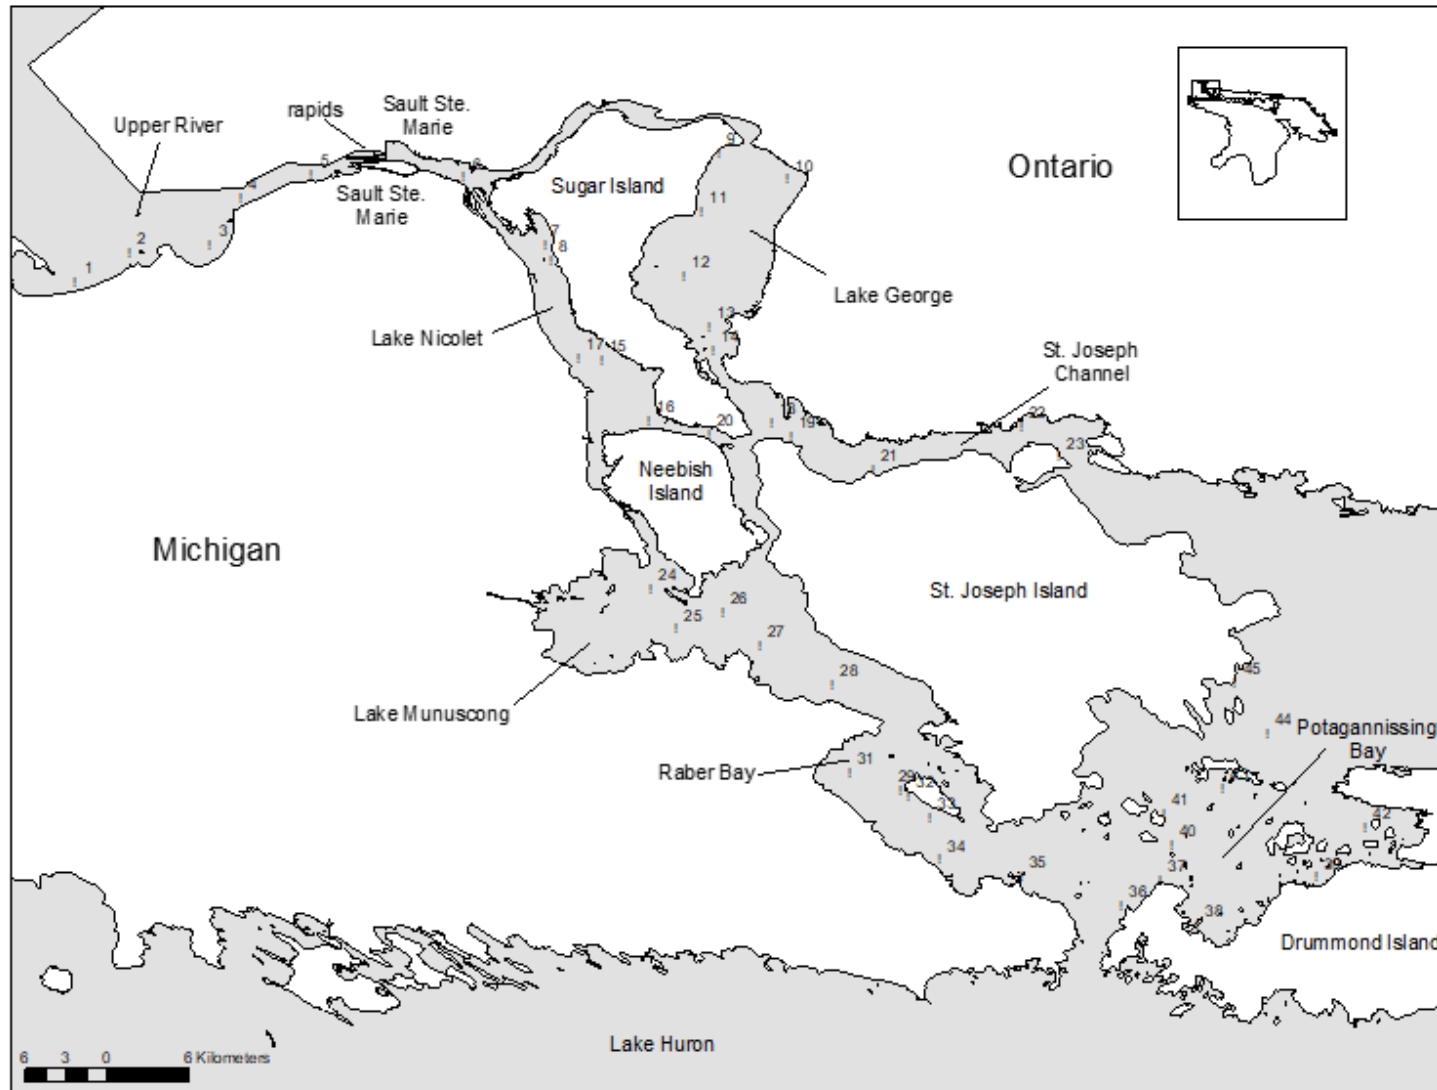 rapids
Sault Ste.
Marie
Upper River
Sault Ste.
Marie
Sugar Island
Ontario
Lake George
Lake Nicolet
St. Joseph
Channel
Neebish
Island
Michigan
St. Joseph Island
Lake Munuscong
Potagannissing
Bay
Raber Bay
Drummond Island
Lake Huron
6 3 0 6 Kilometers
1
2
3
4
5
6
7
8
9
10
11
12
13
14
15
16
17
19
20
21
22
23
24
25
26
27
28
29
31
32
33
34
35
36
37
38
39
40
41
42
44
45